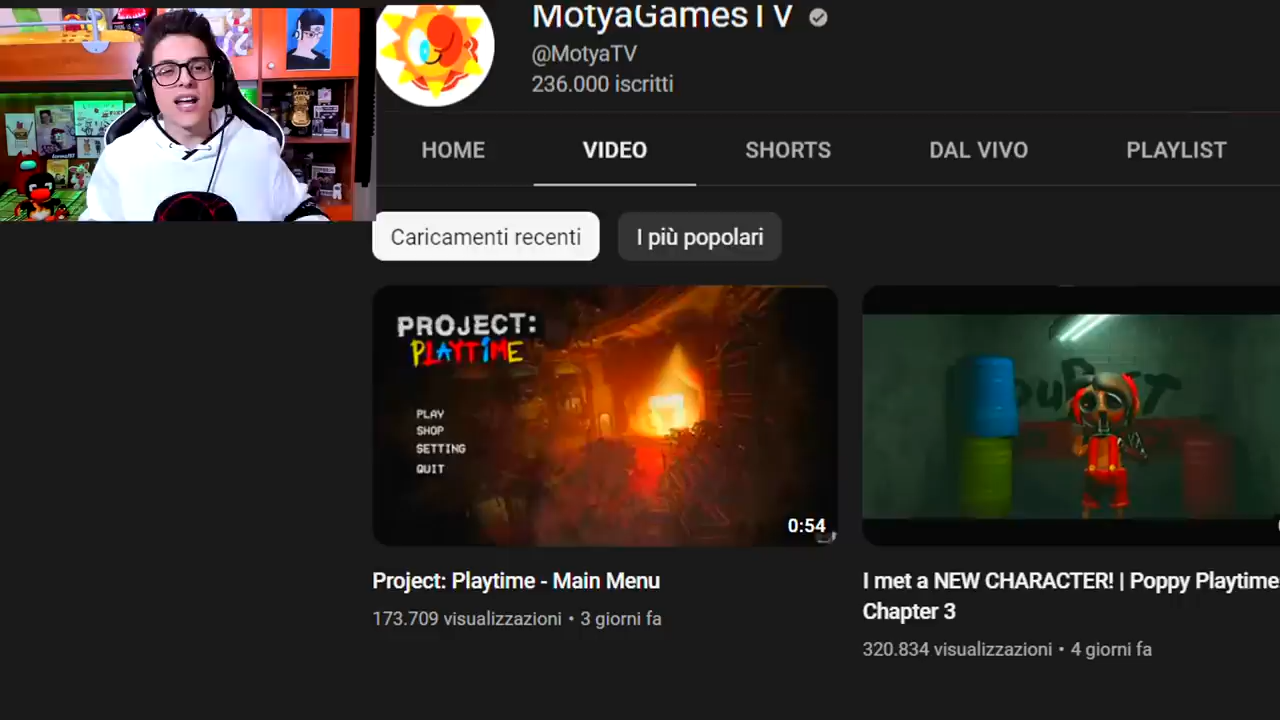 MotyaGamesTV
@MotyaTV
236.000 iscritti
HOME
VIDEO
SHORTS
DAL VIVO
PLAYLIST
Caricamenti recenti
I più popolari
PROJECT:
PLAYTIME
PLAY
SHOP
SETTING
QUIT
0:54
Project: Playtime - Main Menu
173.709 visualizzazioni • 3 giorni fa
I met a NEW CHARACTER! | Poppy Playtime
Chapter 3
320.834 visualizzazioni • 4 giorni fa